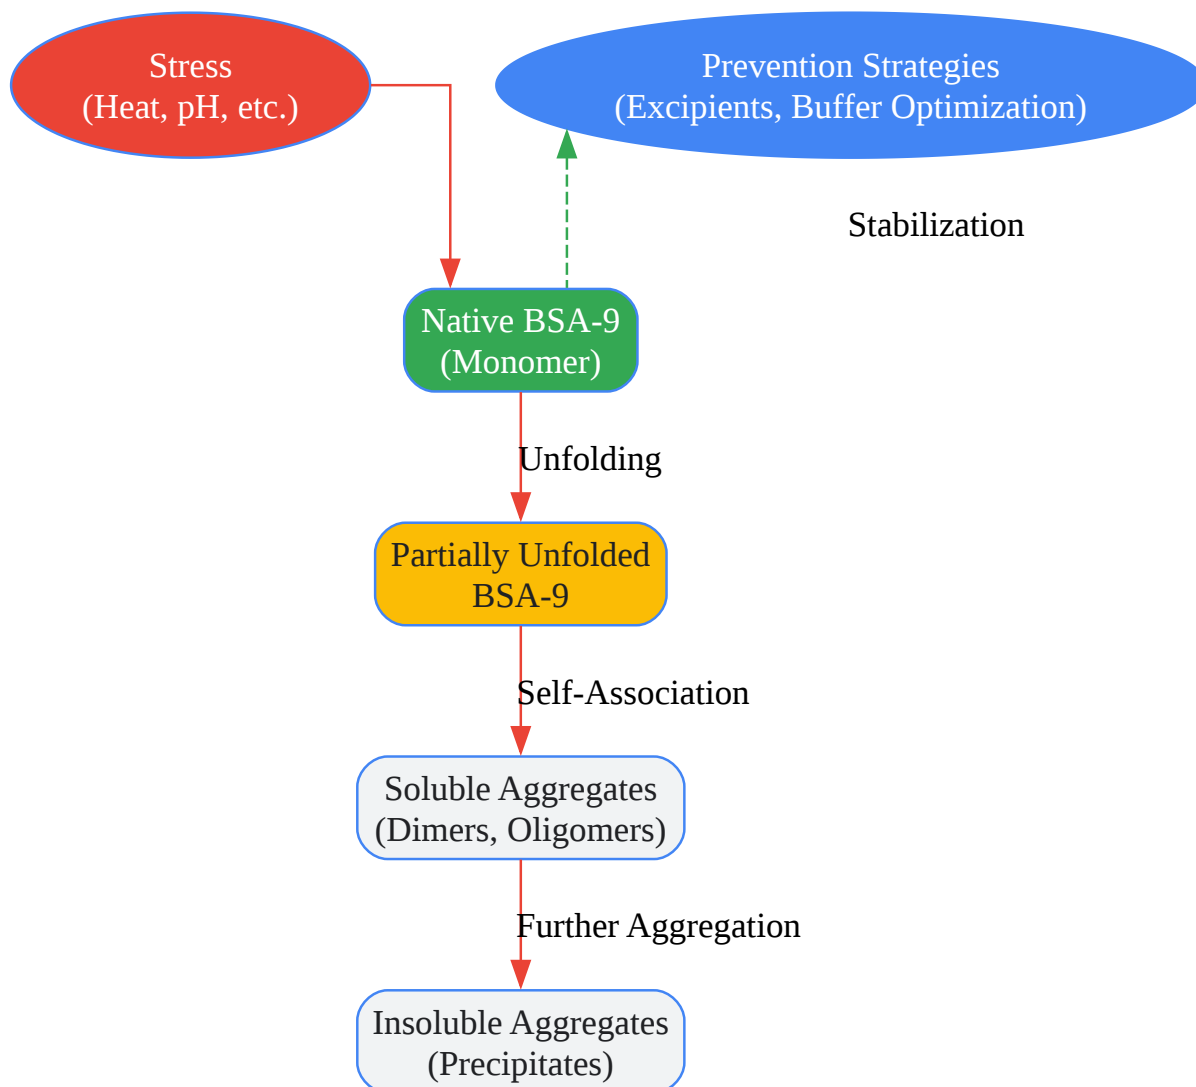 Stress
(Heat, pH, etc.)
Prevention Strategies
(Excipients, Buffer Optimization)
Stabilization
Native BSA-9
(Monomer)
Unfolding
Partially Unfolded
BSA-9
Self-Association
Soluble Aggregates
(Dimers, Oligomers)
Further Aggregation
Insoluble Aggregates
(Precipitates)